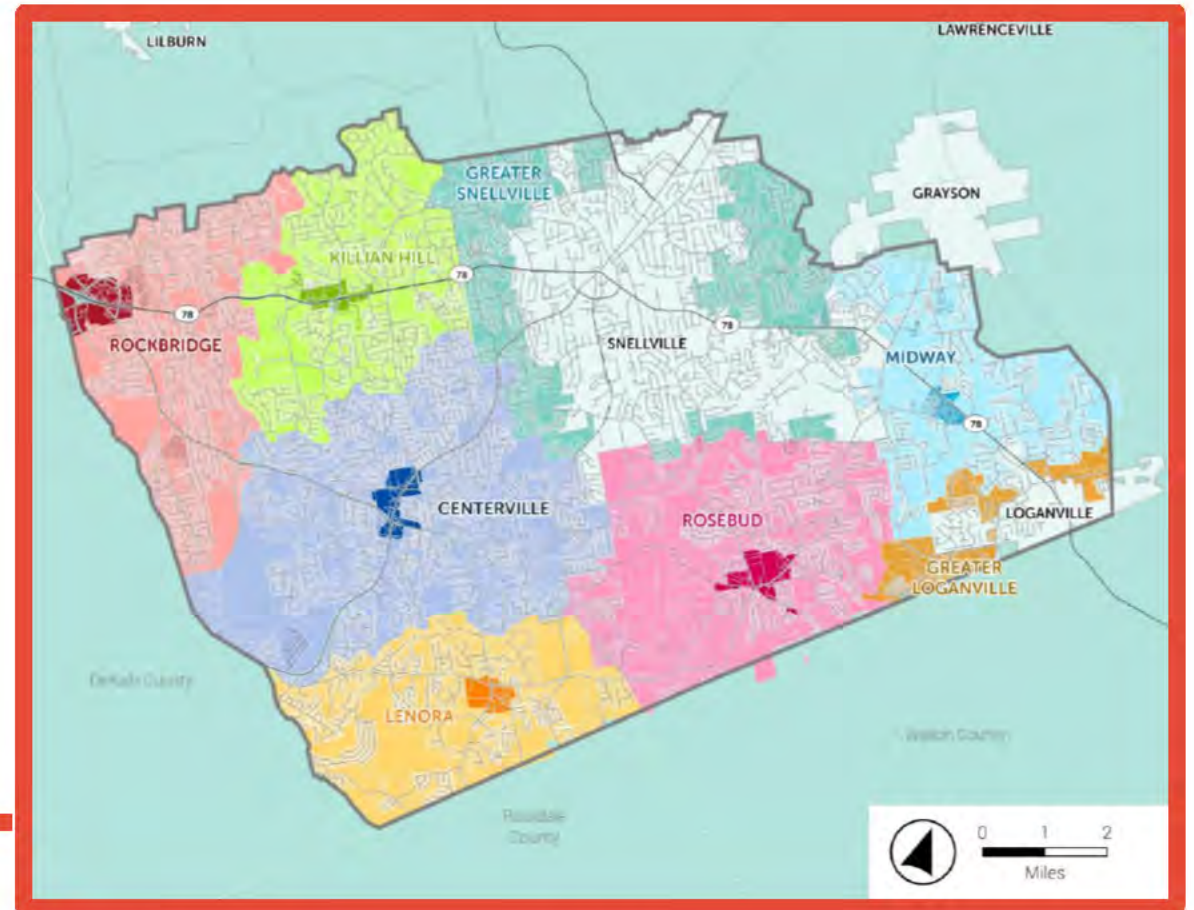 LILBURN
LAWRENCEVILLE
GREATER
SNELLVILLE
GRAYSON
KILLIAN HILL
78
78
ROCKBRIDGE
SNELLVILLE
78
MIDWAY
78
CENTERVILLE
ROSEBUD
LOGANVILLE
GREATER
LOGANVILLE
DeKalb County
LENORA
Walton County
Rockdale
County
0 1 2
Miles